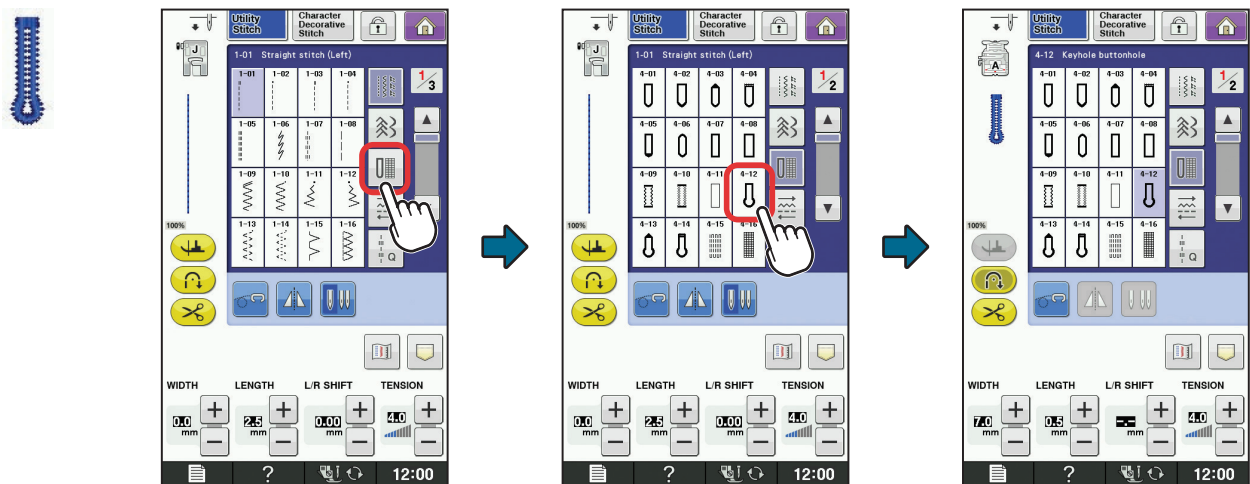 Utility
Stitch
Character
Decorative
Stitch
J
1-01 Straight stitch (Left)
1-01 1-02 1-03 1-04
1/3
1-05 1-06 1-07 1-08
1-09 1-10 1-11 1-12
1-13 1-14 1-15 1-16
100%
Q
WIDTH LENGTH L/R SHIFT TENSION
0.0 mm + − 2.5 mm + − 0.00 mm + − 4.0 + −
? 12:00
Utility
Stitch
Character
Decorative
Stitch
J
1-01 Straight stitch (Left)
4-01 4-02 4-03 4-04
1/2
4-05 4-06 4-07 4-08
4-09 4-10 4-11 4-12
4-13 4-14 4-15 4-16
100%
Q
WIDTH LENGTH L/R SHIFT TENSION
0.0 mm + − 2.5 mm + − 0.00 mm + − 4.0 + −
? 12:00
Utility
Stitch
Character
Decorative
Stitch
A
4-12 Keyhole buttonhole
4-01 4-02 4-03 4-04
1/2
4-05 4-06 4-07 4-08
4-09 4-10 4-11 4-12
4-13 4-14 4-15 4-16
100%
Q
WIDTH LENGTH L/R SHIFT TENSION
7.0 mm + − 0.5 mm + − -.-- mm + − 4.0 + −
? 12:00